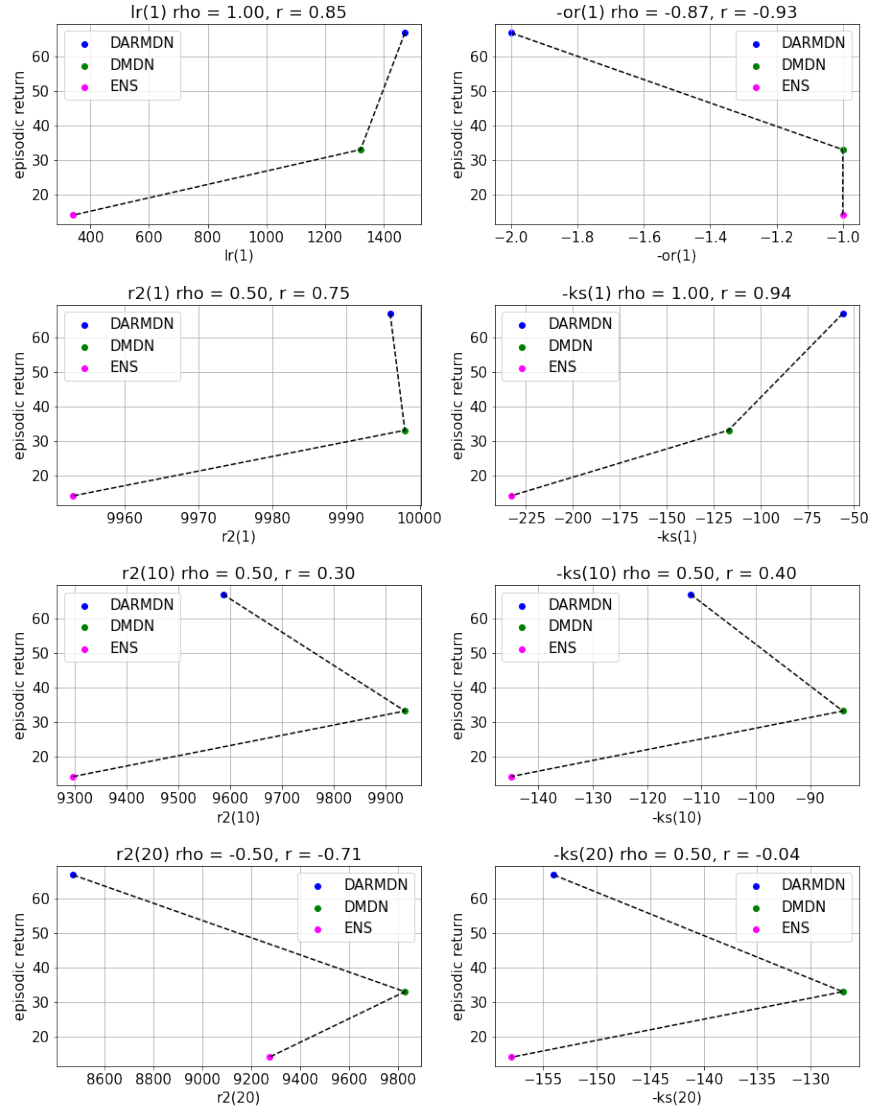 lr(1) rho = 1.00, r = 0.85
60
50
40
30
20
episodic return
DARMDN
DMDN
ENS
400 600 800 1000 1200 1400
lr(1)
-or(1) rho = -0.87, r = -0.93
60
50
40
30
20
episodic return
DARMDN
DMDN
ENS
−2.0 −1.8 −1.6 −1.4 −1.2 −1.0
-or(1)
r2(1) rho = 0.50, r = 0.75
60
50
40
30
20
episodic return
DARMDN
DMDN
ENS
9960 9970 9980 9990 10000
r2(1)
-ks(1) rho = 1.00, r = 0.94
60
50
40
30
20
episodic return
DARMDN
DMDN
ENS
−225 −200 −175 −150 −125 −100 −75 −50
-ks(1)
r2(10) rho = 0.50, r = 0.30
60
50
40
30
20
episodic return
DARMDN
DMDN
ENS
9300 9400 9500 9600 9700 9800 9900
r2(10)
-ks(10) rho = 0.50, r = 0.40
60
50
40
30
20
episodic return
DARMDN
DMDN
ENS
−140 −130 −120 −110 −100 −90
-ks(10)
r2(20) rho = -0.50, r = -0.71
60
50
40
30
20
episodic return
DARMDN
DMDN
ENS
8600 8800 9000 9200 9400 9600 9800
r2(20)
-ks(20) rho = 0.50, r = -0.04
60
50
40
30
20
episodic return
DARMDN
DMDN
ENS
−155 −150 −145 −140 −135 −130
-ks(20)